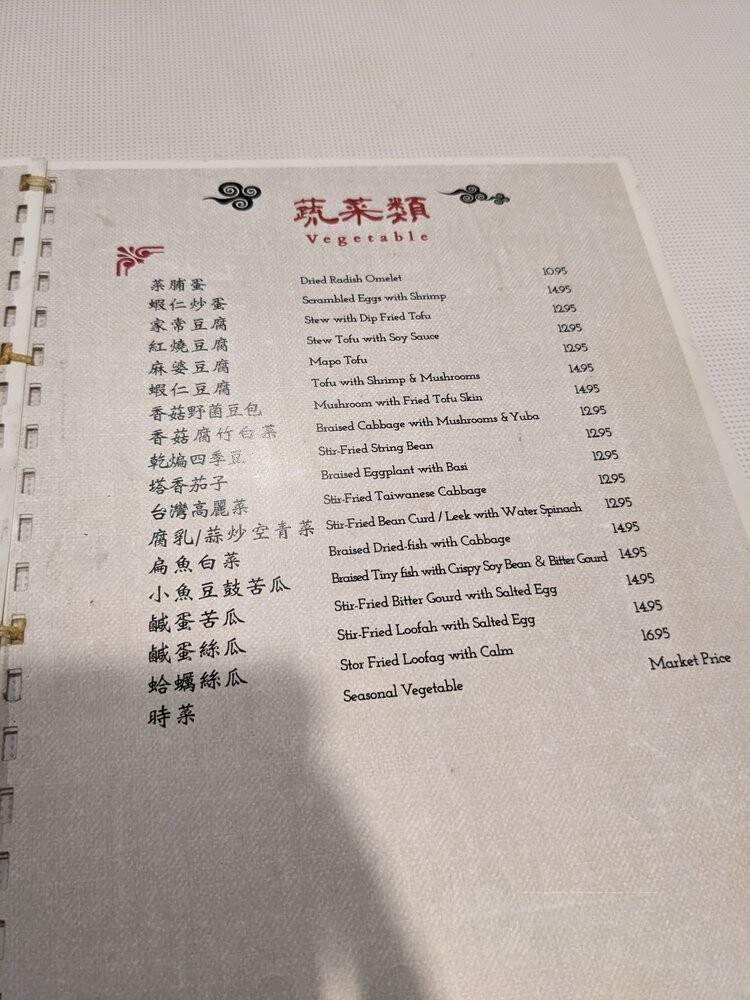 蔬菜類
Vegetable
菜脯蛋 Dried Radish Omelet 10.95
蝦仁炒蛋 Scrambled Eggs with Shrimp 14.95
家常豆腐 Stew with Dip Fried Tofu 12.95
紅燒豆腐 Stew Tofu with Soy Sauce 12.95
麻婆豆腐 Mapo Tofu 12.95
蝦仁豆腐 Tofu with Shrimp & Mushrooms 14.95
香菇野菌豆包 Mushroom with Fried Tofu Skin 14.95
香菇腐竹白菜 Braised Cabbage with Mushrooms & Yuba 12.95
乾煸四季豆 Stir-Fried String Bean 12.95
塔香茄子 Braised Eggplant with Basi 12.95
台灣高麗菜 Stir-Fried Taiwanese Cabbage 12.95
腐乳/蒜炒空青菜 Stir-Fried Bean Curd / Leek with Water Spinach 12.95
扁魚白菜 Braised Dried-fish with Cabbage 14.95
小魚豆鼓苦瓜 Braised Tiny fish with Crispy Soy Bean & Bitter Gourd 14.95
鹹蛋苦瓜 Stir-Fried Bitter Gourd with Salted Egg 14.95
鹹蛋絲瓜 Stir-Fried Loofah with Salted Egg 14.95
蛤蠣絲瓜 Stor Fried Loofag with Calm 16.95
時菜 Seasonal Vegetable Market Price